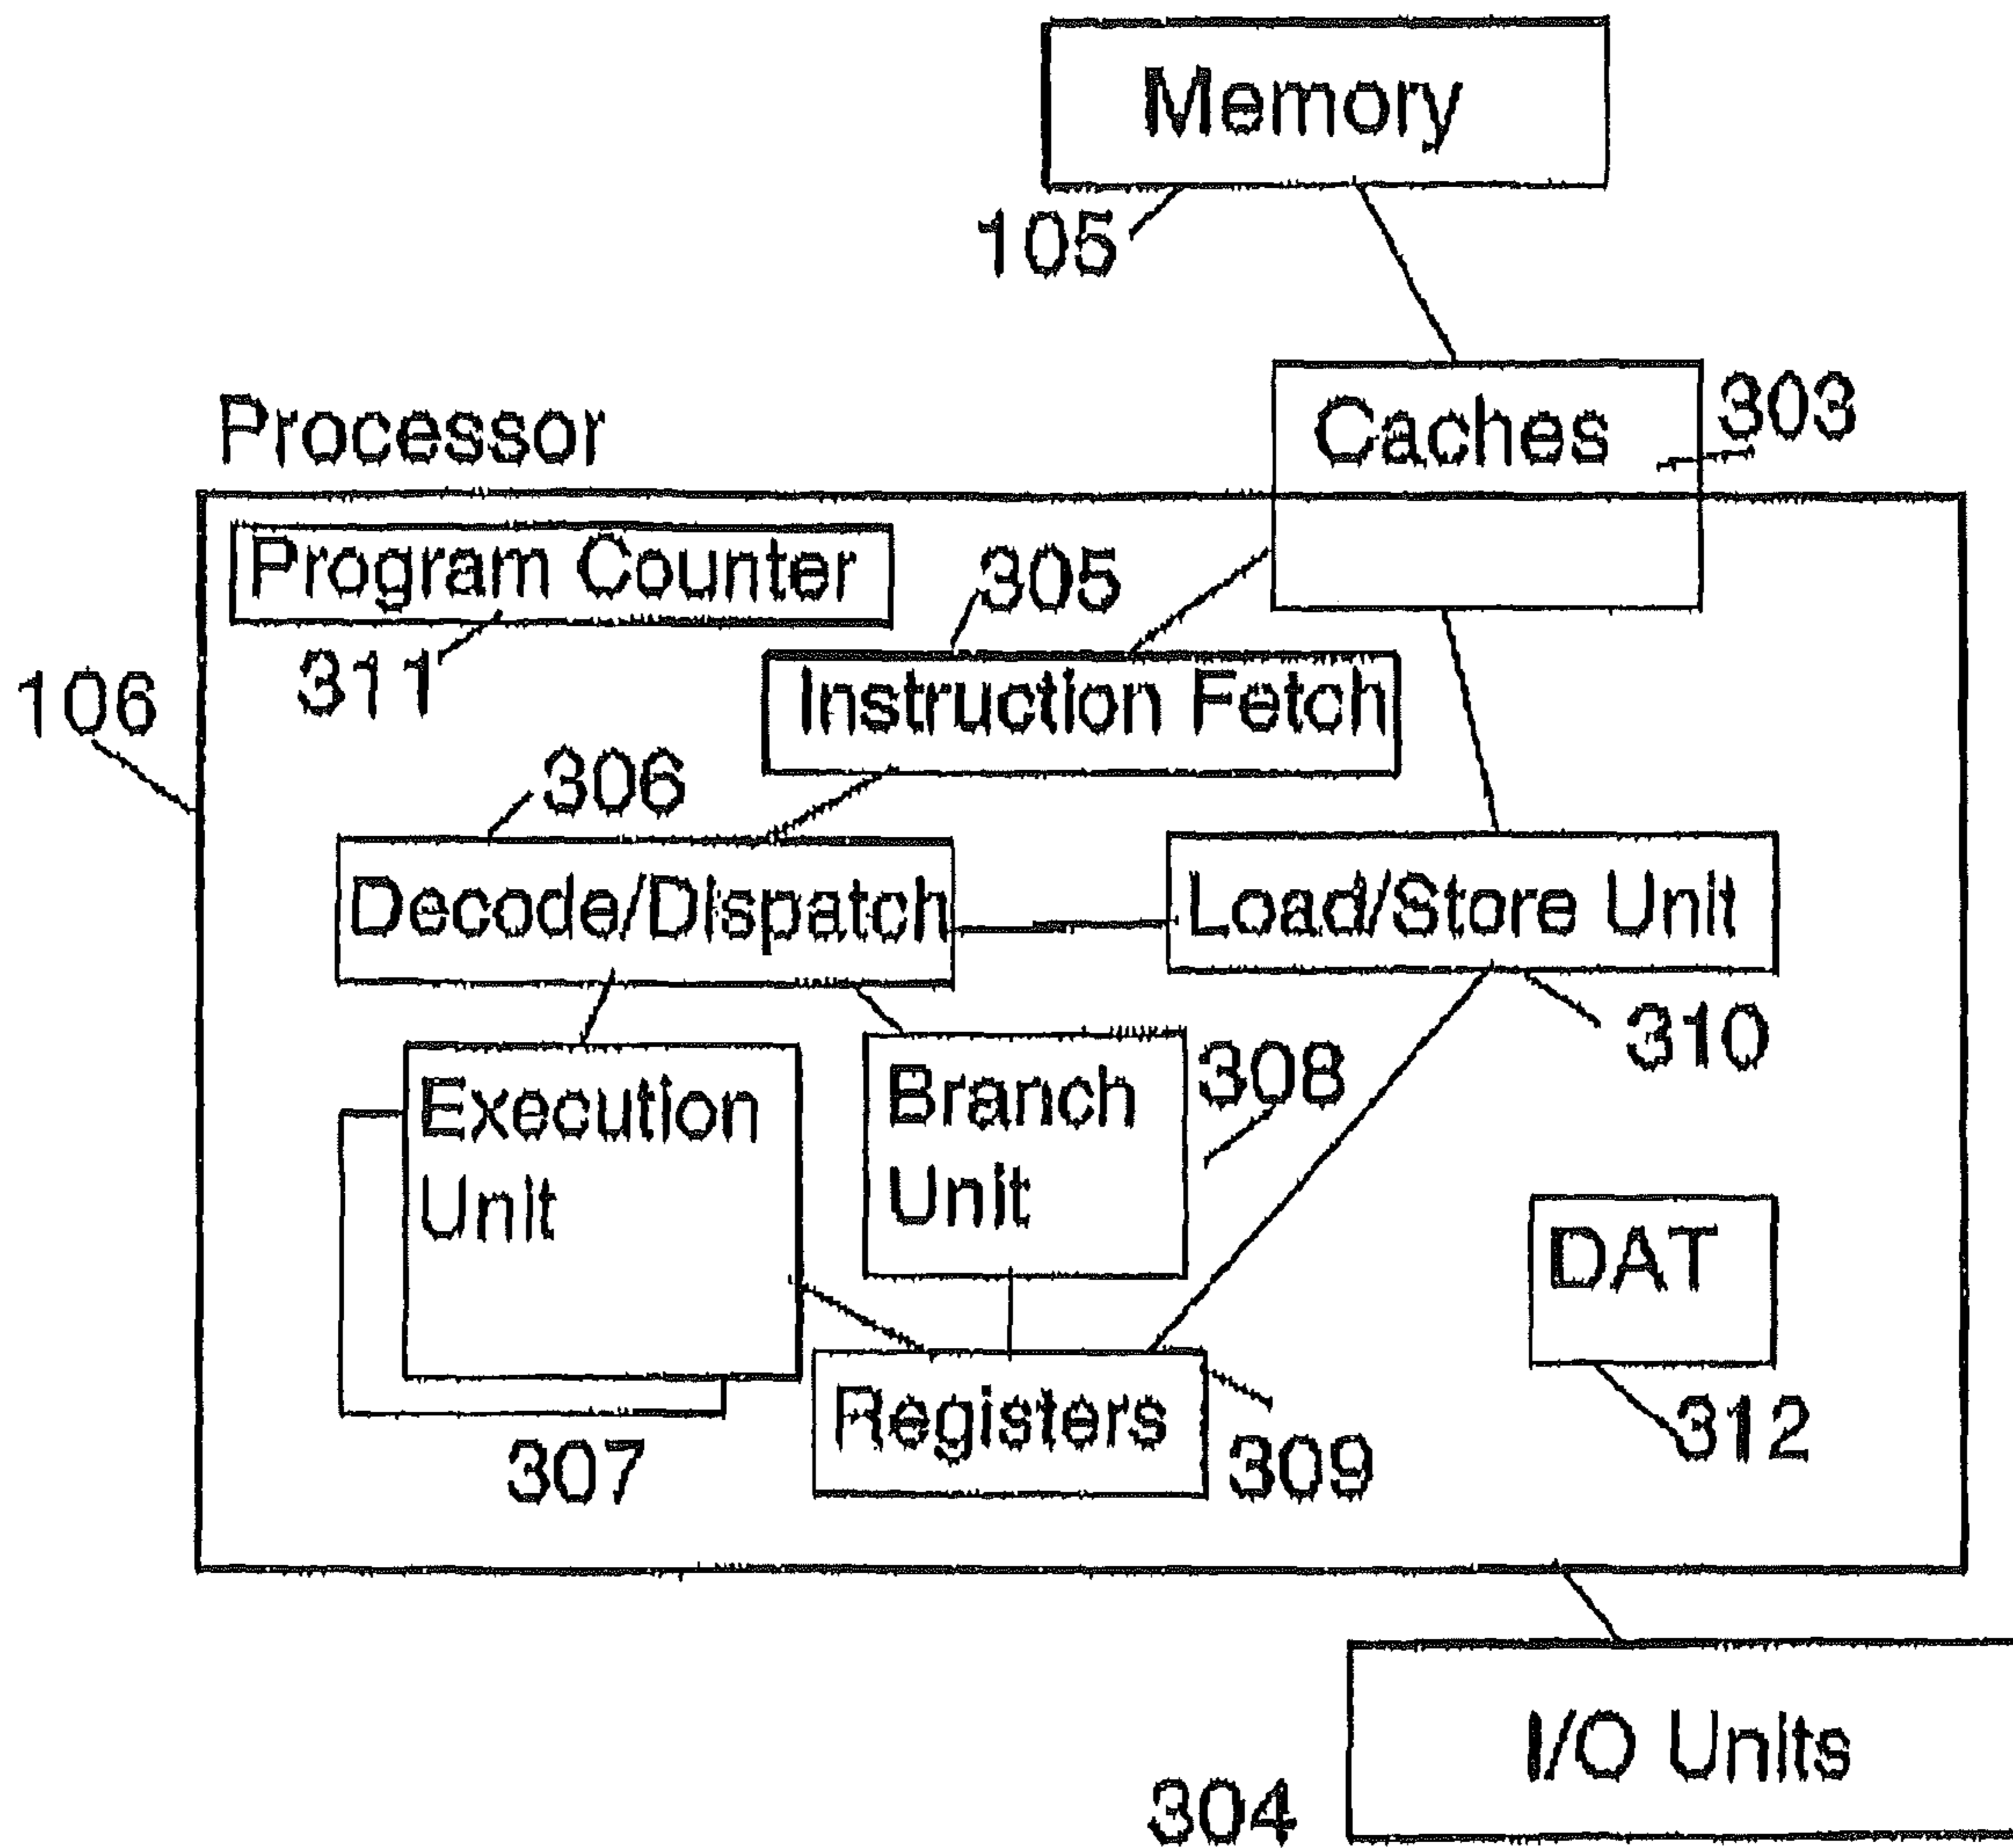 Memory
105
Caches
303
Processor
Program Counter
305
311
Instruction Fetch
106
306
Decode/Dispatch
Load/Store Unit
310
Execution
Unit
Branch
Unit
308
DAT
Registers
312
307
309
I/O Units
304